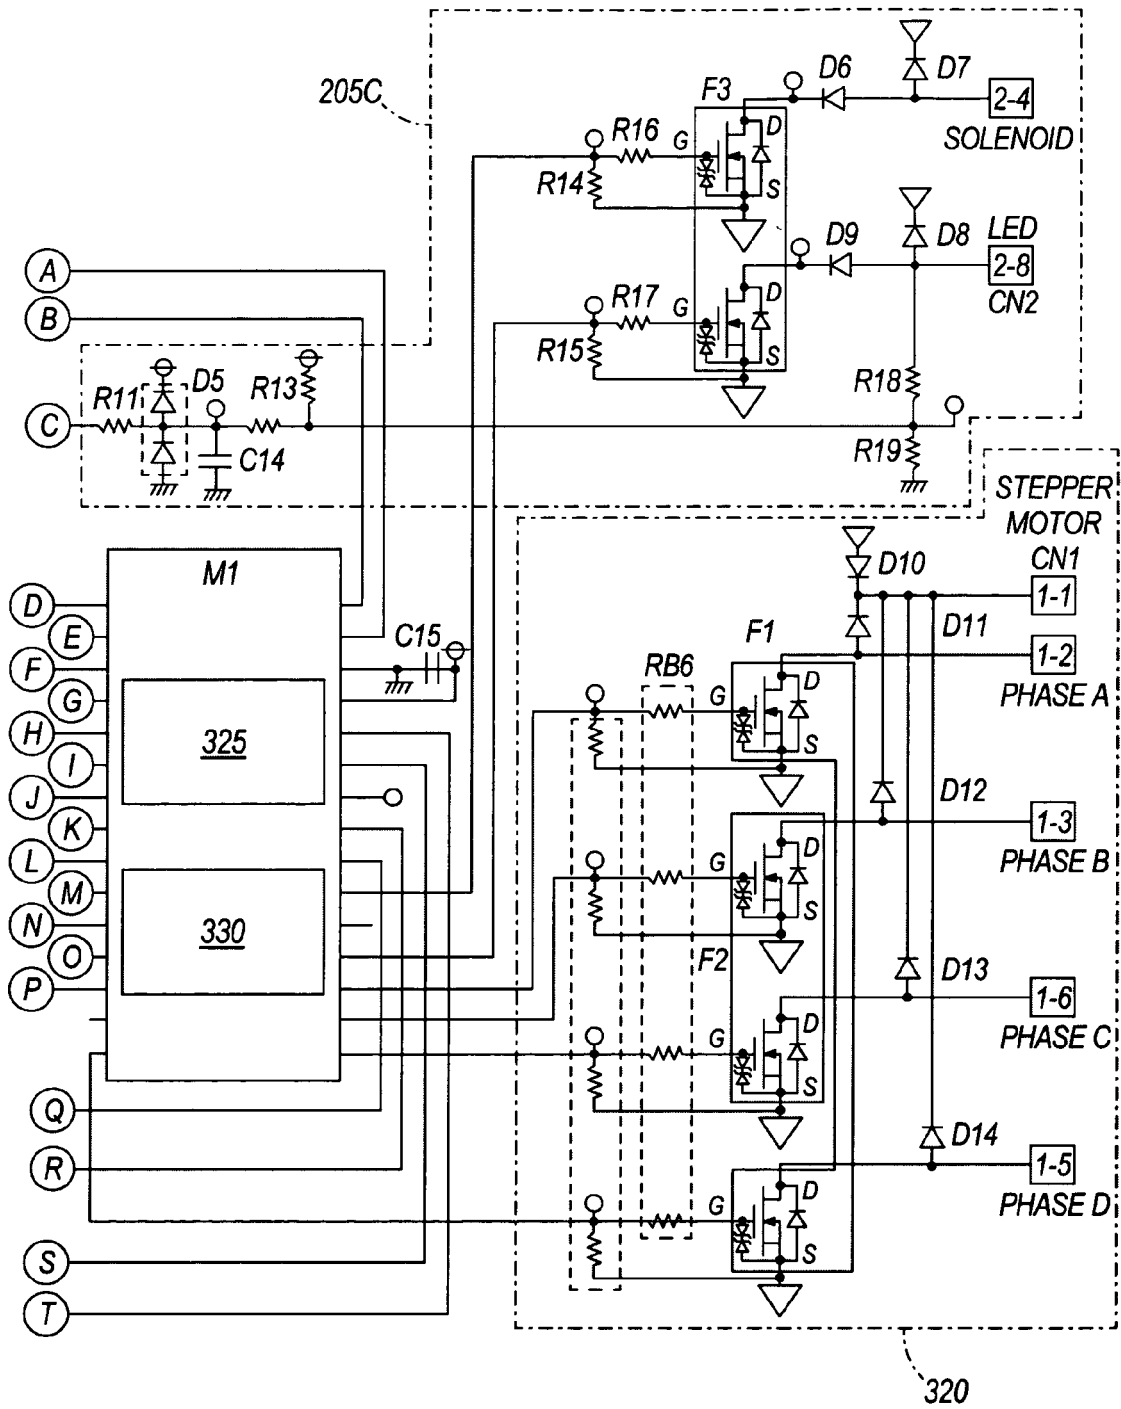 205C
F3
D6
D7
2-4
SOLENOID
R16
G
D
R14
S
D9
D8
LED
2-8
CN2
A
B
R17
G
D
R15
S
R18
R11
D5
R13
C
C14
R19
STEPPER
MOTOR
CN1
M1
D10
1-1
D
E
C15
F1
D11
1-2
PHASE A
F
RB6
G
D
G
S
H
325
I
J
D12
1-3
PHASE B
K
L
G
D
M
S
N
330
F2
O
D13
P
1-6
PHASE C
G
D
S
Q
D14
R
1-5
PHASE D
G
D
S
S
T
320